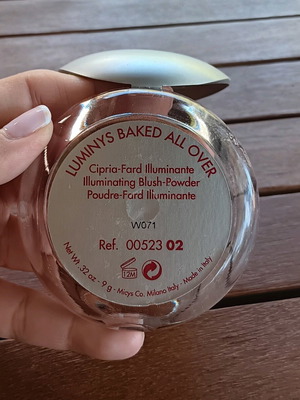 LUMINYS BAKED ALL OVER
Cipria-Fard Illuminante
Illuminating Blush-Powder
Poudre-Fard Illuminante
W071
Ref. 00523 02
12M
Net Wt .32 oz - 9 g - Micys Co. Milano Italy - Made in Italy